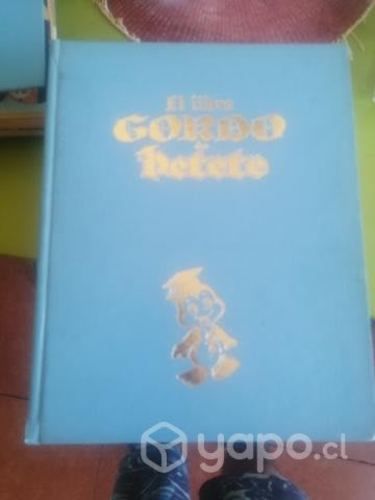 El libro
GORDO
de
Petete
yapo.cl